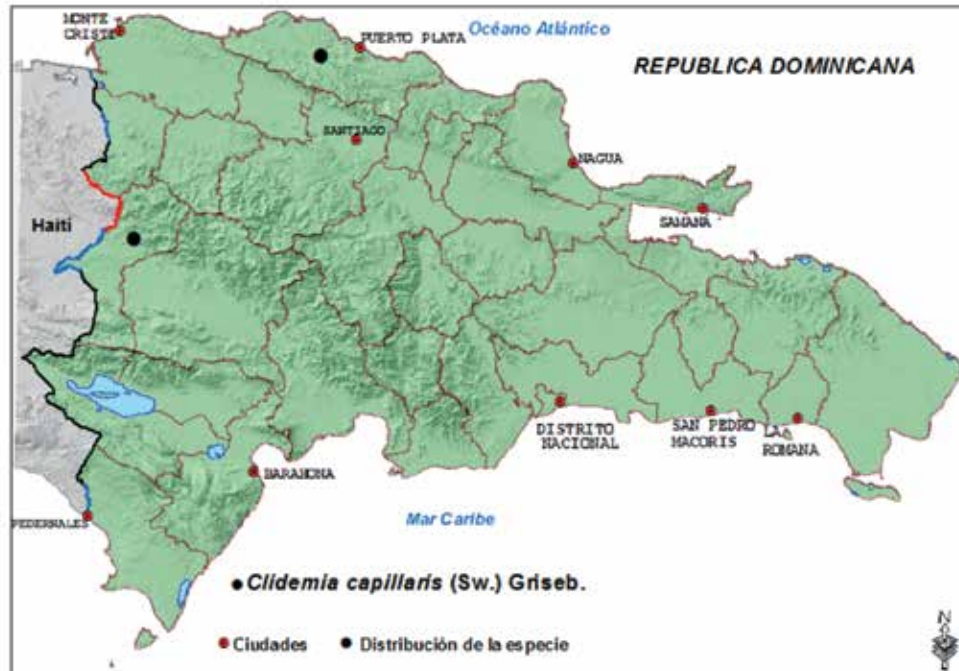 MONTE
CRISTI
PUERTO PLATA
Océano Atlántico
REPUBLICA DOMINICANA
SANTIAGO
NAGUA
SAMANA
Haití
DISTRITO
NACIONAL
SAN PEDRO
MACORIS
LA
ROMANA
BARAHONA
PEDERNALES
Mar Caribe
Clidemia capillaris (Sw.) Griseb.
Ciudades
Distribución de la especie
N